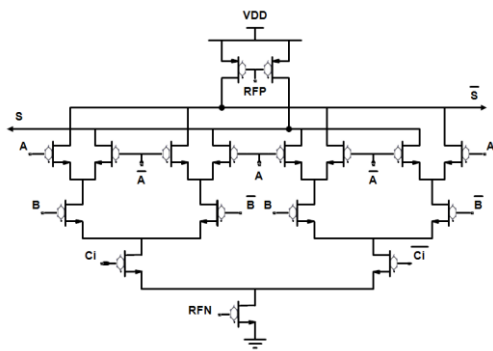 VDD
RFP
S̅
S
A A̅ A A̅ A
B B̅ B B̅
Ci C̅i̅
RFN